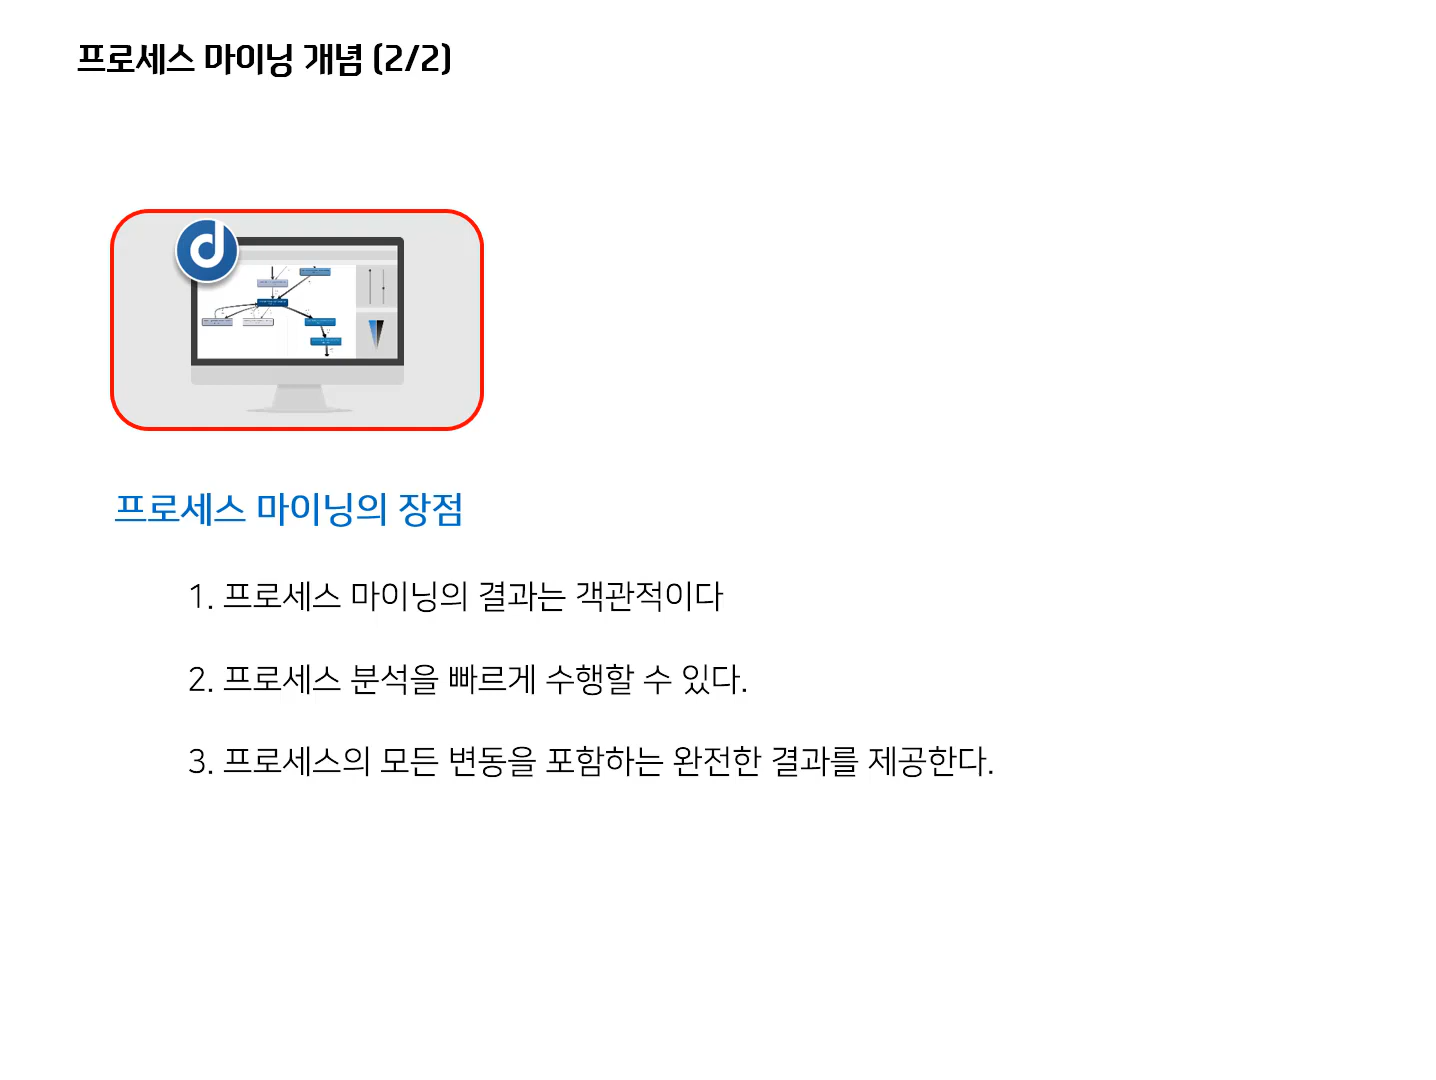 프로세스 마이닝 개념 (2/2)
d
프로세스 마이닝의 장점
1. 프로세스 마이닝의 결과는 객관적이다
2. 프로세스 분석을 빠르게 수행할 수 있다.
3. 프로세스의 모든 변동을 포함하는 완전한 결과를 제공한다.